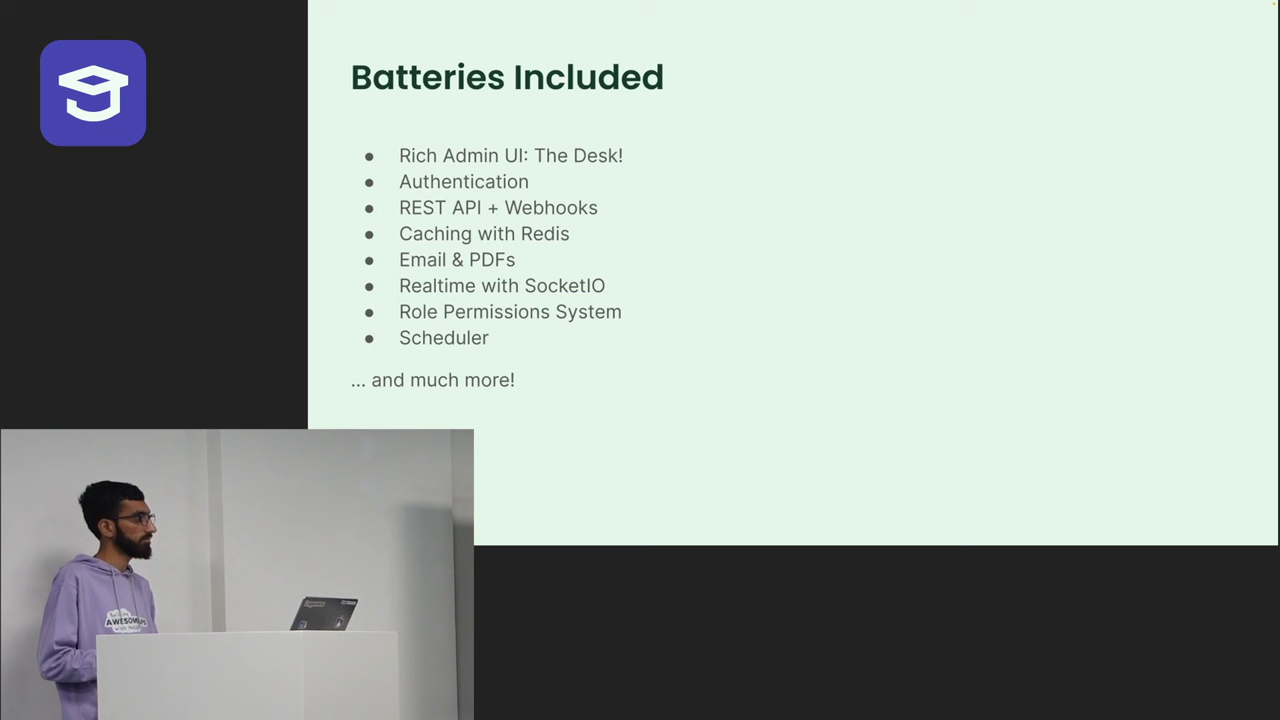 Batteries Included
● Rich Admin UI: The Desk!
● Authentication
● REST API + Webhooks
● Caching with Redis
● Email & PDFs
● Realtime with SocketIO
● Role Permissions System
● Scheduler
... and much more!